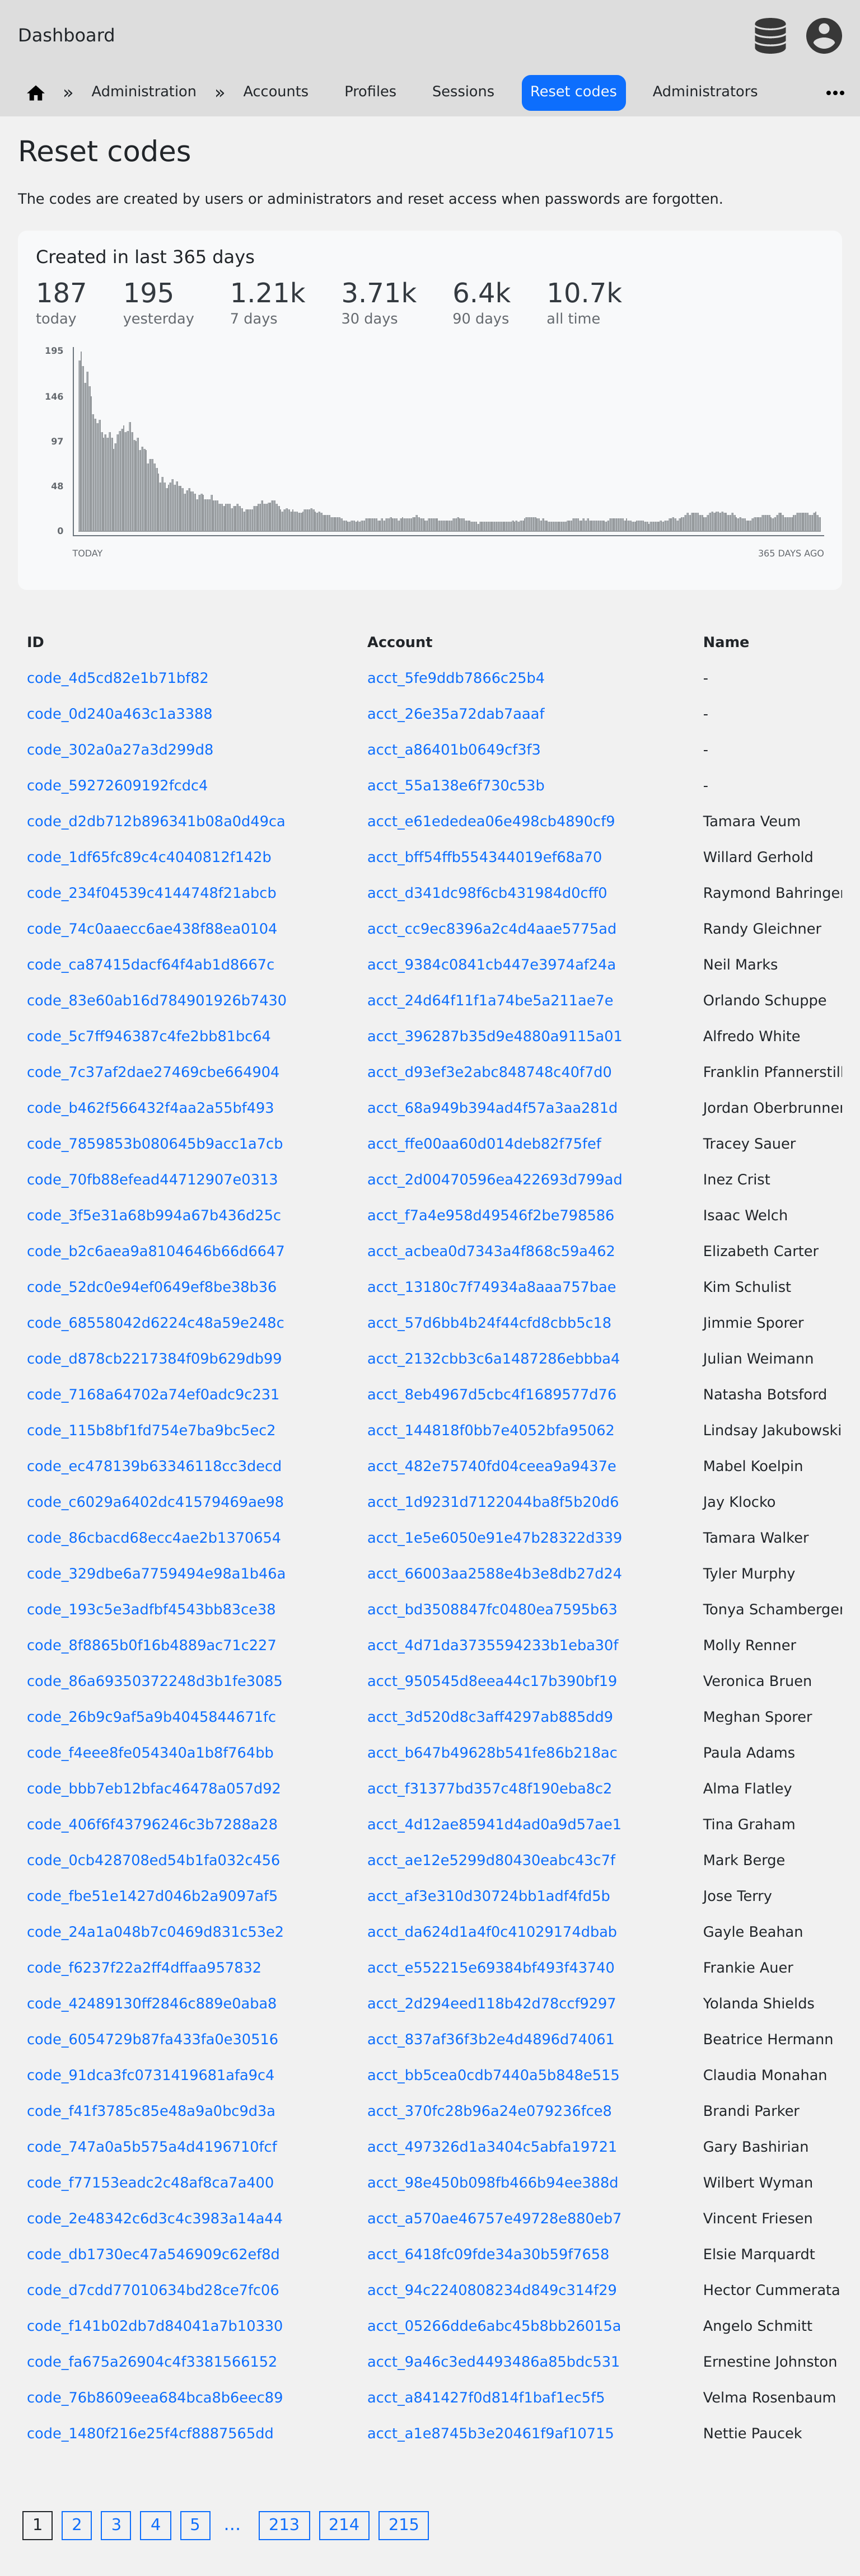 Dashboard
» Administration » Accounts Profiles Sessions Reset codes Administrators
Reset codes
The codes are created by users or administrators and reset access when passwords are forgotten.
Created in last 365 days
187 195 1.21k 3.71k 6.4k 10.7k
today yesterday 7 days 30 days 90 days all time
195
146
97
48
0
TODAY 365 DAYS AGO
ID Account Name
code_4d5cd82e1b71bf82 acct_5fe9ddb7866c25b4 -
code_0d240a463c1a3388 acct_26e35a72dab7aaaf -
code_302a0a27a3d299d8 acct_a86401b0649cf3f3 -
code_59272609192fcdc4 acct_55a138e6f730c53b -
code_d2db712b896341b08a0d49ca acct_e61ededea06e498cb4890cf9 Tamara Veum
code_1df65fc89c4c4040812f142b acct_bff54ffb554344019ef68a70 Willard Gerhold
code_234f04539c4144748f21abcb acct_d341dc98f6cb431984d0cff0 Raymond Bahringer
code_74c0aaecc6ae438f88ea0104 acct_cc9ec8396a2c4d4aae5775ad Randy Gleichner
code_ca87415dacf64f4ab1d8667c acct_9384c0841cb447e3974af24a Neil Marks
code_83e60ab16d784901926b7430 acct_24d64f11f1a74be5a211ae7e Orlando Schuppe
code_5c7ff946387c4fe2bb81bc64 acct_396287b35d9e4880a9115a01 Alfredo White
code_7c37af2dae27469cbe664904 acct_d93ef3e2abc848748c40f7d0 Franklin Pfannerstill
code_b462f566432f4aa2a55bf493 acct_68a949b394ad4f57a3aa281d Jordan Oberbrunner
code_7859853b080645b9acc1a7cb acct_ffe00aa60d014deb82f75fef Tracey Sauer
code_70fb88efead44712907e0313 acct_2d00470596ea422693d799ad Inez Crist
code_3f5e31a68b994a67b436d25c acct_f7a4e958d49546f2be798586 Isaac Welch
code_b2c6aea9a8104646b66d6647 acct_acbea0d7343a4f868c59a462 Elizabeth Carter
code_52dc0e94ef0649ef8be38b36 acct_13180c7f74934a8aaa757bae Kim Schulist
code_68558042d6224c48a59e248c acct_57d6bb4b24f44cfd8cbb5c18 Jimmie Sporer
code_d878cb2217384f09b629db99 acct_2132cbb3c6a1487286ebbba4 Julian Weimann
code_7168a64702a74ef0adc9c231 acct_8eb4967d5cbc4f1689577d76 Natasha Botsford
code_115b8bf1fd754e7ba9bc5ec2 acct_144818f0bb7e4052bfa95062 Lindsay Jakubowski
code_ec478139b63346118cc3decd acct_482e75740fd04ceea9a9437e Mabel Koelpin
code_c6029a6402dc41579469ae98 acct_1d9231d7122044ba8f5b20d6 Jay Klocko
code_86cbacd68ecc4ae2b1370654 acct_1e5e6050e91e47b28322d339 Tamara Walker
code_329dbe6a7759494e98a1b46a acct_66003aa2588e4b3e8db27d24 Tyler Murphy
code_193c5e3adfbf4543bb83ce38 acct_bd3508847fc0480ea7595b63 Tonya Schamberger
code_8f8865b0f16b4889ac71c227 acct_4d71da3735594233b1eba30f Molly Renner
code_86a69350372248d3b1fe3085 acct_950545d8eea44c17b390bf19 Veronica Bruen
code_26b9c9af5a9b4045844671fc acct_3d520d8c3aff4297ab885dd9 Meghan Sporer
code_f4eee8fe054340a1b8f764bb acct_b647b49628b541fe86b218ac Paula Adams
code_bbb7eb12bfac46478a057d92 acct_f31377bd357c48f190eba8c2 Alma Flatley
code_406f6f43796246c3b7288a28 acct_4d12ae85941d4ad0a9d57ae1 Tina Graham
code_0cb428708ed54b1fa032c456 acct_ae12e5299d80430eabc43c7f Mark Berge
code_fbe51e1427d046b2a9097af5 acct_af3e310d30724bb1adf4fd5b Jose Terry
code_24a1a048b7c0469d831c53e2 acct_da624d1a4f0c41029174dbab Gayle Beahan
code_f6237f22a2ff4dffaa957832 acct_e552215e69384bf493f43740 Frankie Auer
code_42489130ff2846c889e0aba8 acct_2d294eed118b42d78ccf9297 Yolanda Shields
code_6054729b87fa433fa0e30516 acct_837af36f3b2e4d4896d74061 Beatrice Hermann
code_91dca3fc0731419681afa9c4 acct_bb5cea0cdb7440a5b848e515 Claudia Monahan
code_f41f3785c85e48a9a0bc9d3a acct_370fc28b96a24e079236fce8 Brandi Parker
code_747a0a5b575a4d4196710fcf acct_497326d1a3404c5abfa19721 Gary Bashirian
code_f77153eadc2c48af8ca7a400 acct_98e450b098fb466b94ee388d Wilbert Wyman
code_2e48342c6d3c4c3983a14a44 acct_a570ae46757e49728e880eb7 Vincent Friesen
code_db1730ec47a546909c62ef8d acct_6418fc09fde34a30b59f7658 Elsie Marquardt
code_d7cdd77010634bd28ce7fc06 acct_94c2240808234d849c314f29 Hector Cummerata
code_f141b02db7d84041a7b10330 acct_05266dde6abc45b8bb26015a Angelo Schmitt
code_fa675a26904c4f3381566152 acct_9a46c3ed4493486a85bdc531 Ernestine Johnston
code_76b8609eea684bca8b6eec89 acct_a841427f0d814f1baf1ec5f5 Velma Rosenbaum
code_1480f216e25f4cf8887565dd acct_a1e8745b3e20461f9af10715 Nettie Paucek
1 2 3 4 5 … 213 214 215